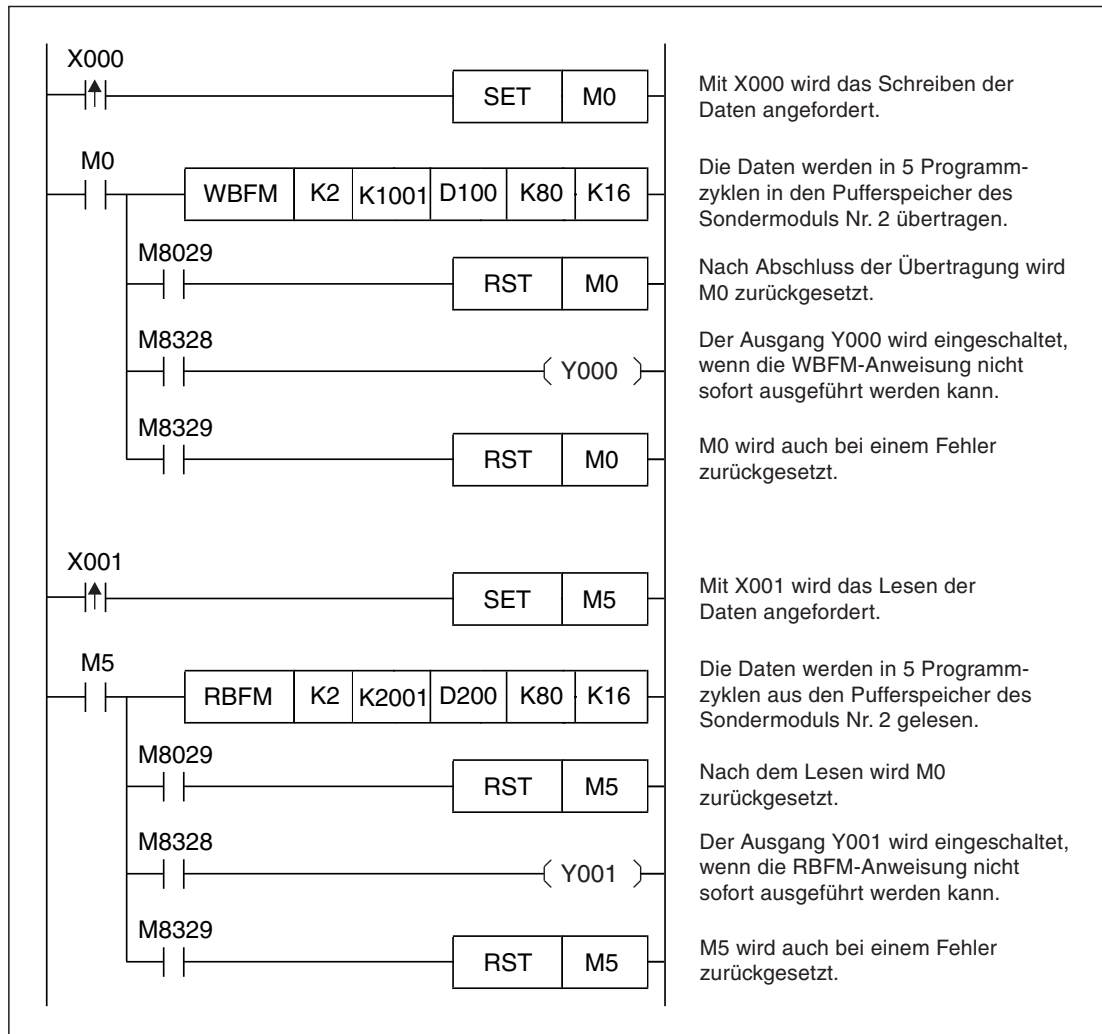 X000
SET M0
Mit X000 wird das Schreiben der
Daten angefordert.
M0
WBFM K2 K1001 D100 K80 K16
Die Daten werden in 5 Programm-
zyklen in den Pufferspeicher des
Sondermoduls Nr. 2 übertragen.
M8029
RST M0
Nach Abschluss der Übertragung wird
M0 zurückgesetzt.
M8328
Y000
Der Ausgang Y000 wird eingeschaltet,
wenn die WBFM-Anweisung nicht
sofort ausgeführt werden kann.
M8329
RST M0
M0 wird auch bei einem Fehler
zurückgesetzt.
X001
SET M5
Mit X001 wird das Lesen der
Daten angefordert.
M5
RBFM K2 K2001 D200 K80 K16
Die Daten werden in 5 Programm-
zyklen aus den Pufferspeicher des
Sondermoduls Nr. 2 gelesen.
M8029
RST M5
Nach dem Lesen wird M0
zurückgesetzt.
M8328
Y001
Der Ausgang Y001 wird eingeschaltet,
wenn die RBFM-Anweisung nicht
sofort ausgeführt werden kann.
M8329
RST M5
M5 wird auch bei einem Fehler
zurückgesetzt.